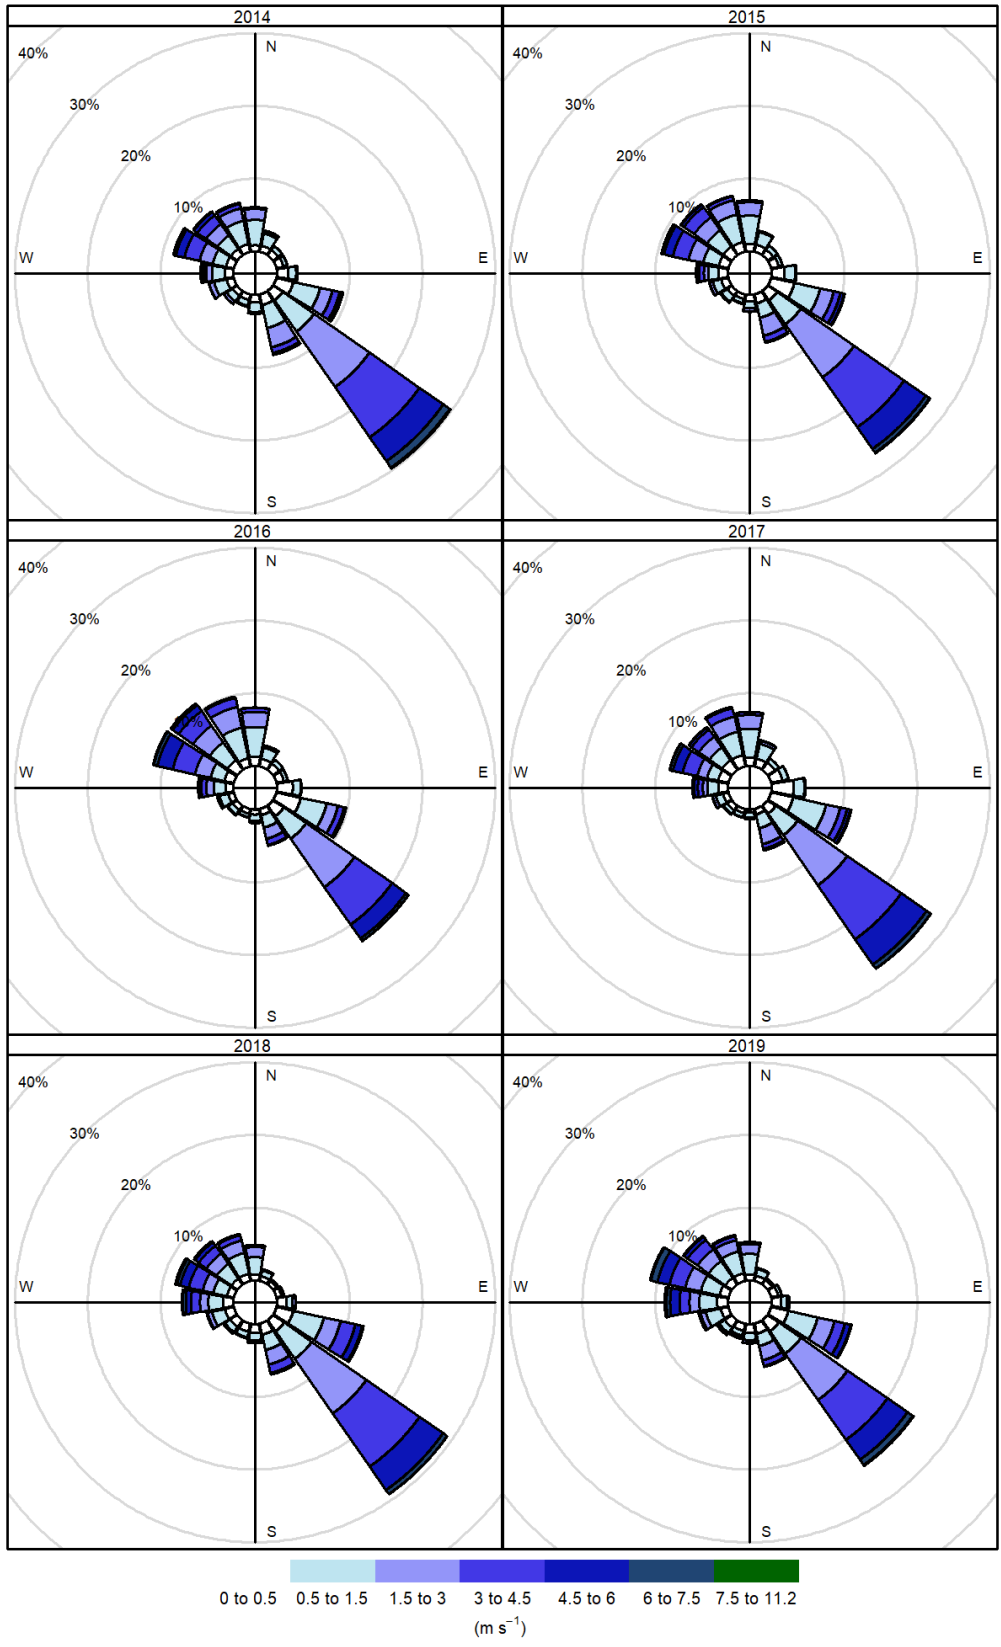 2014
2015
40%
N
30%
20%
10%
W
E
S
40%
N
30%
20%
10%
W
E
S
2016
2017
40%
N
30%
20%
W
E
S
40%
N
30%
20%
10%
W
E
S
2018
2019
40%
N
30%
20%
10%
W
E
S
40%
N
30%
20%
10%
W
E
S
0 to 0.5 0.5 to 1.5 1.5 to 3 3 to 4.5 4.5 to 6 6 to 7.5 7.5 to 11.2
(m s⁻¹)